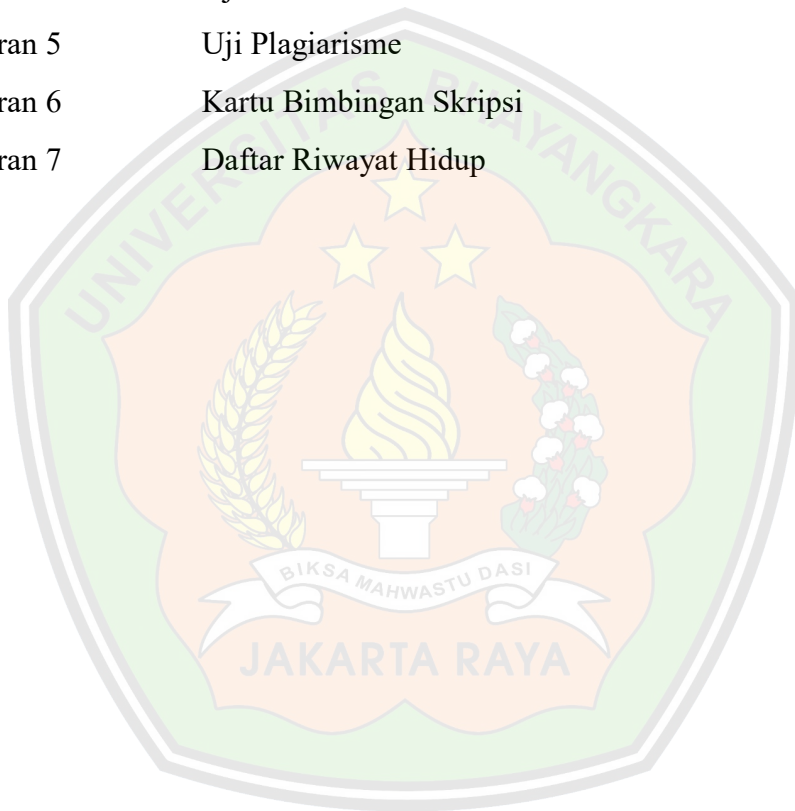 ran 5 Uji Plagiarisme
ran 6 Kartu Bimbingan Skripsi
ran 7 Daftar Riwayat Hidup
UNIVERSITAS BHAYANGKARA
BIKSA MAHWASTU DASI
JAKARTA RAYA